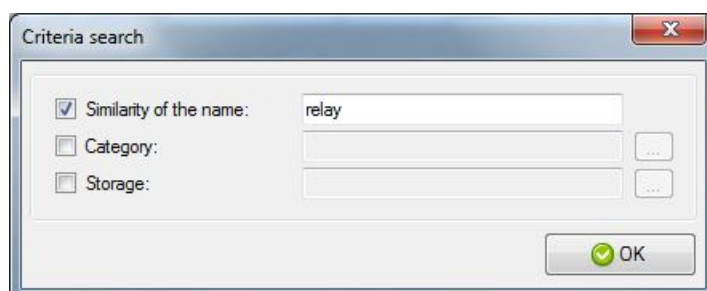 Criteria search
Similarity of the name: relay
Category: ...
Storage: ...
OK